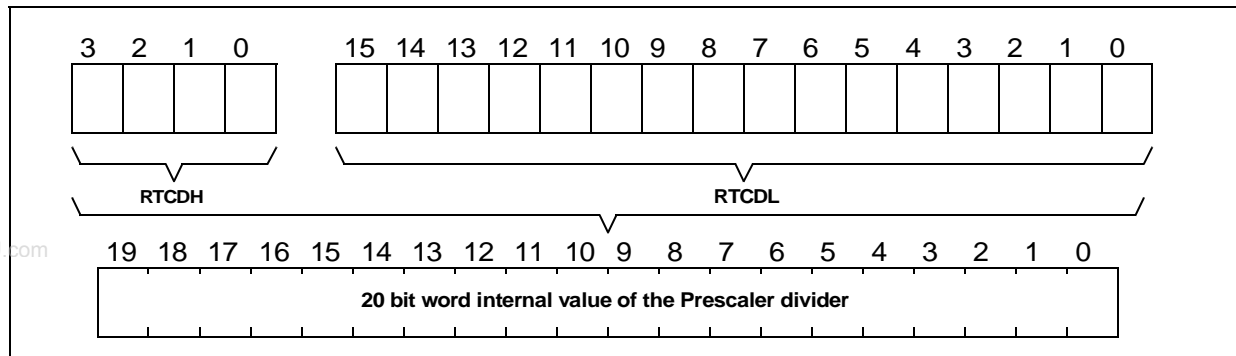 3 2 1 0 15 14 13 12 11 10 9 8 7 6 5 4 3 2 1 0
RTCDH RTCDL
.com
19 18 17 16 15 14 13 12 11 10 9 8 7 6 5 4 3 2 1 0
20 bit word internal value of the Prescaler divider